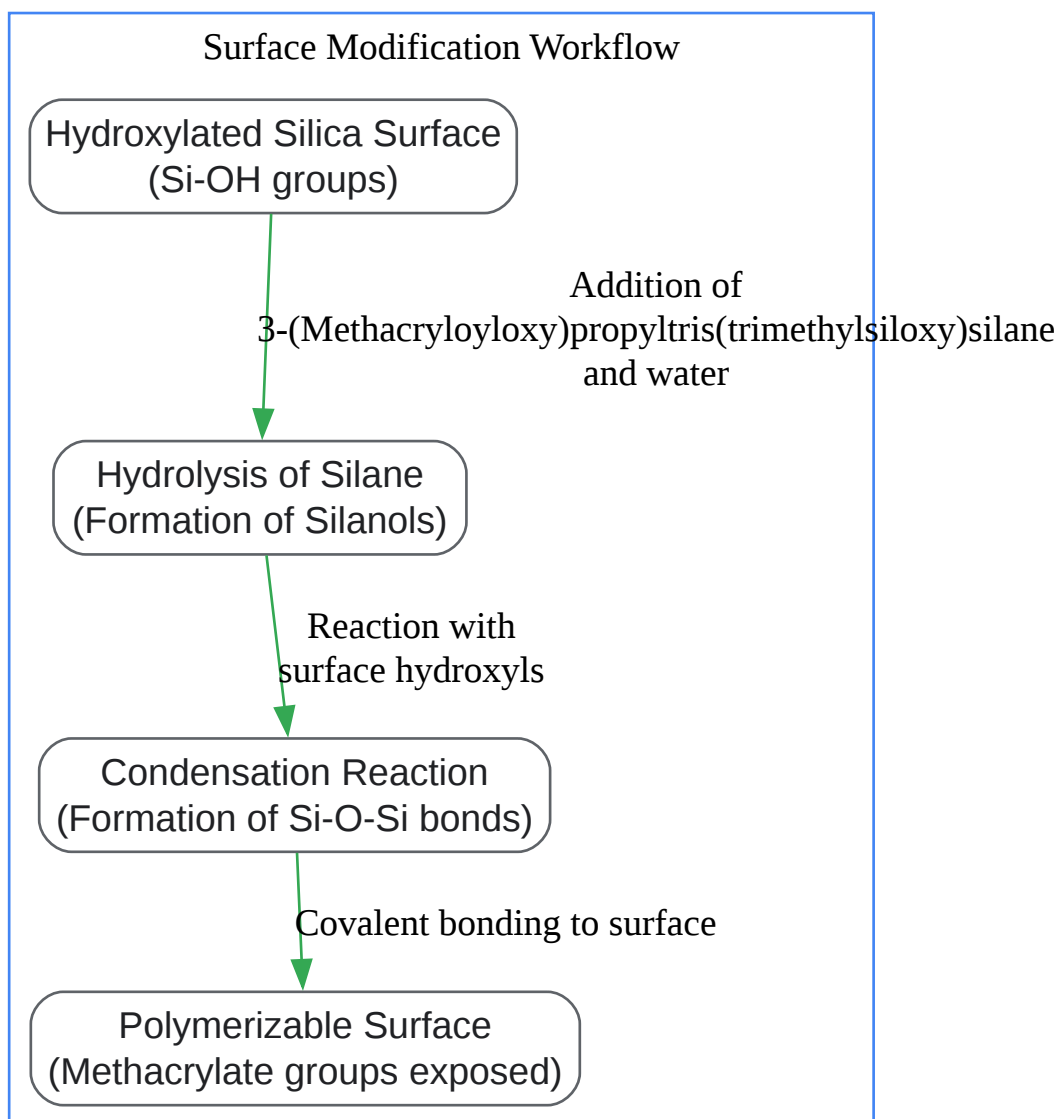 Surface Modification Workflow
Hydroxylated Silica Surface
(Si-OH groups)
Addition of
3-(Methacryloyloxy)propyltris(trimethylsiloxy)silane
and water
Hydrolysis of Silane
(Formation of Silanols)
Reaction with
surface hydroxyls
Condensation Reaction
(Formation of Si-O-Si bonds)
Covalent bonding to surface
Polymerizable Surface
(Methacrylate groups exposed)